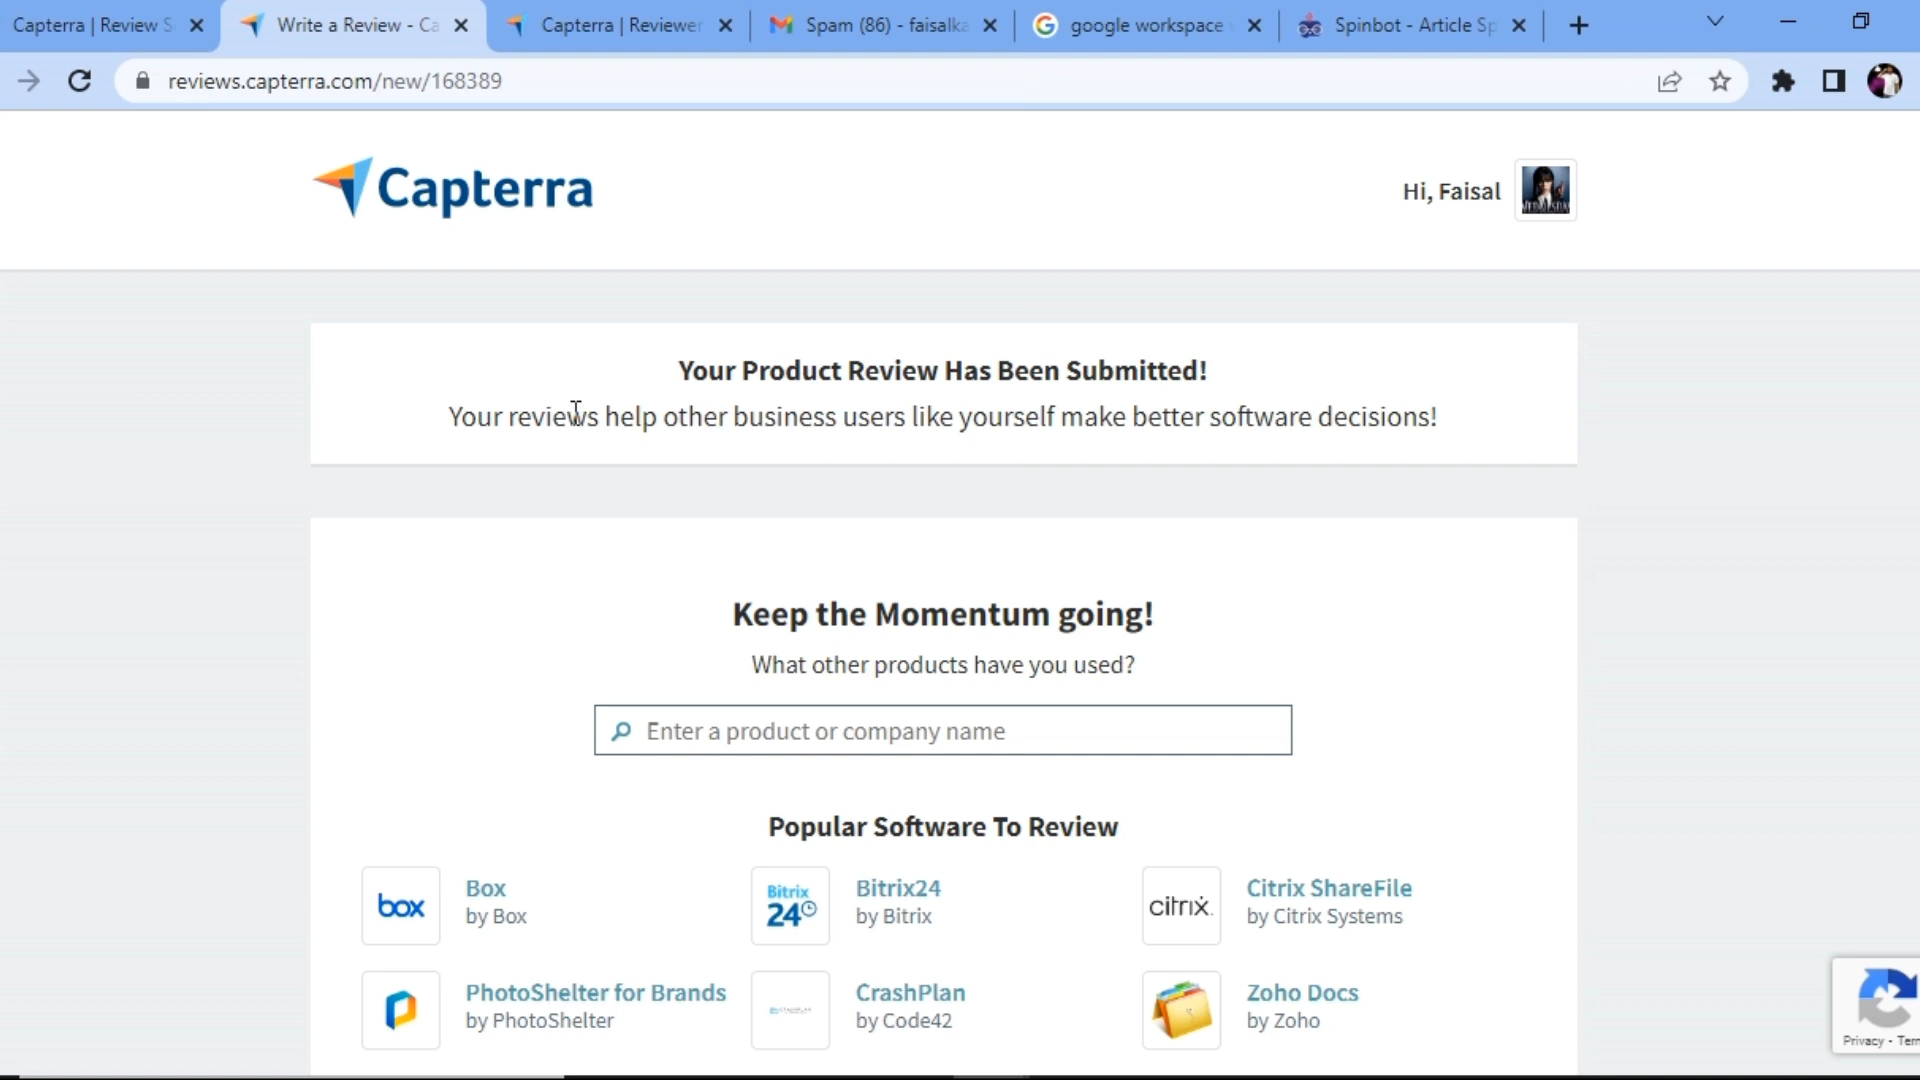 Capterra | Review S
Write a Review - Ca
Capterra | Reviewer
Spam (86) - faisalka
google workspace
Spinbot - Article Sp
reviews.capterra.com/new/168389
Capterra
Hi, Faisal
Your Product Review Has Been Submitted!
Your reviews help other business users like yourself make better software decisions!
Keep the Momentum going!
What other products have you used?
Enter a product or company name
Popular Software To Review
box
Box
by Box
Bitrix
24
Bitrix24
by Bitrix
citrix.
Citrix ShareFile
by Citrix Systems
PhotoShelter for Brands
by PhotoShelter
CrashPlan
by Code42
Zoho Docs
by Zoho
Privacy - Tern